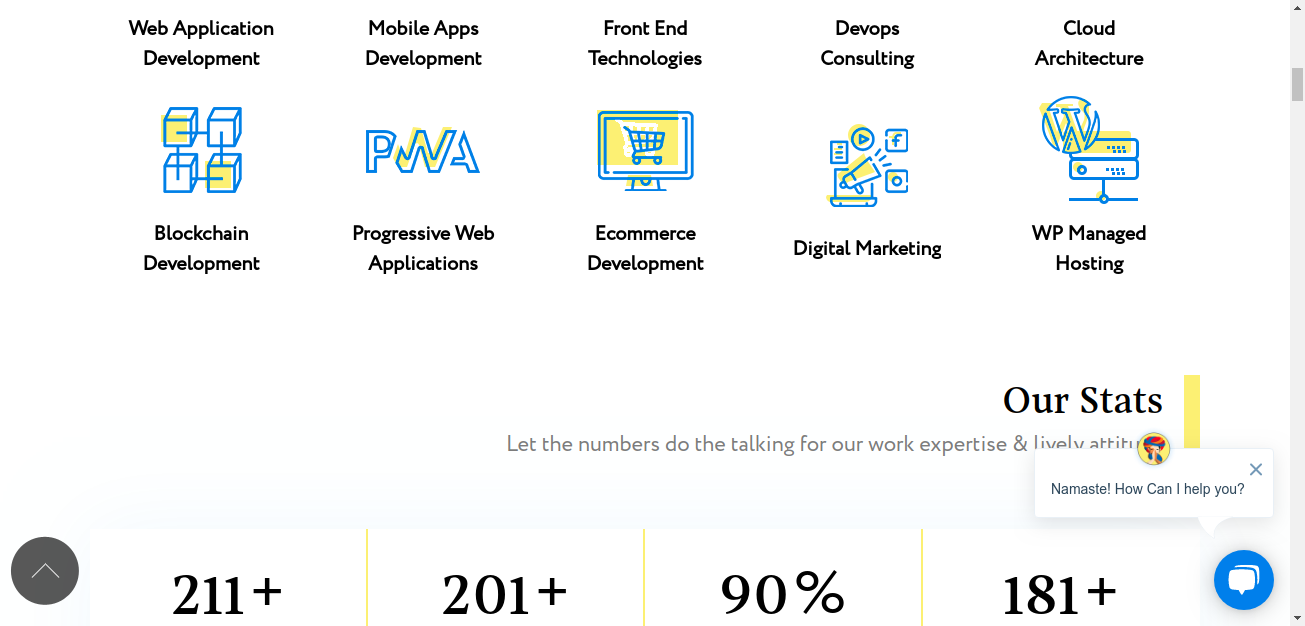 Web Application
Development
Mobile Apps
Development
Front End
Technologies
Devops
Consulting
Cloud
Architecture
PWA
Blockchain
Development
Progressive Web
Applications
Ecommerce
Development
Digital Marketing
WP Managed
Hosting
Our Stats
Let the numbers do the talking for our work expertise & lively
Namaste! How Can I help you?
211+
201+
90%
181+